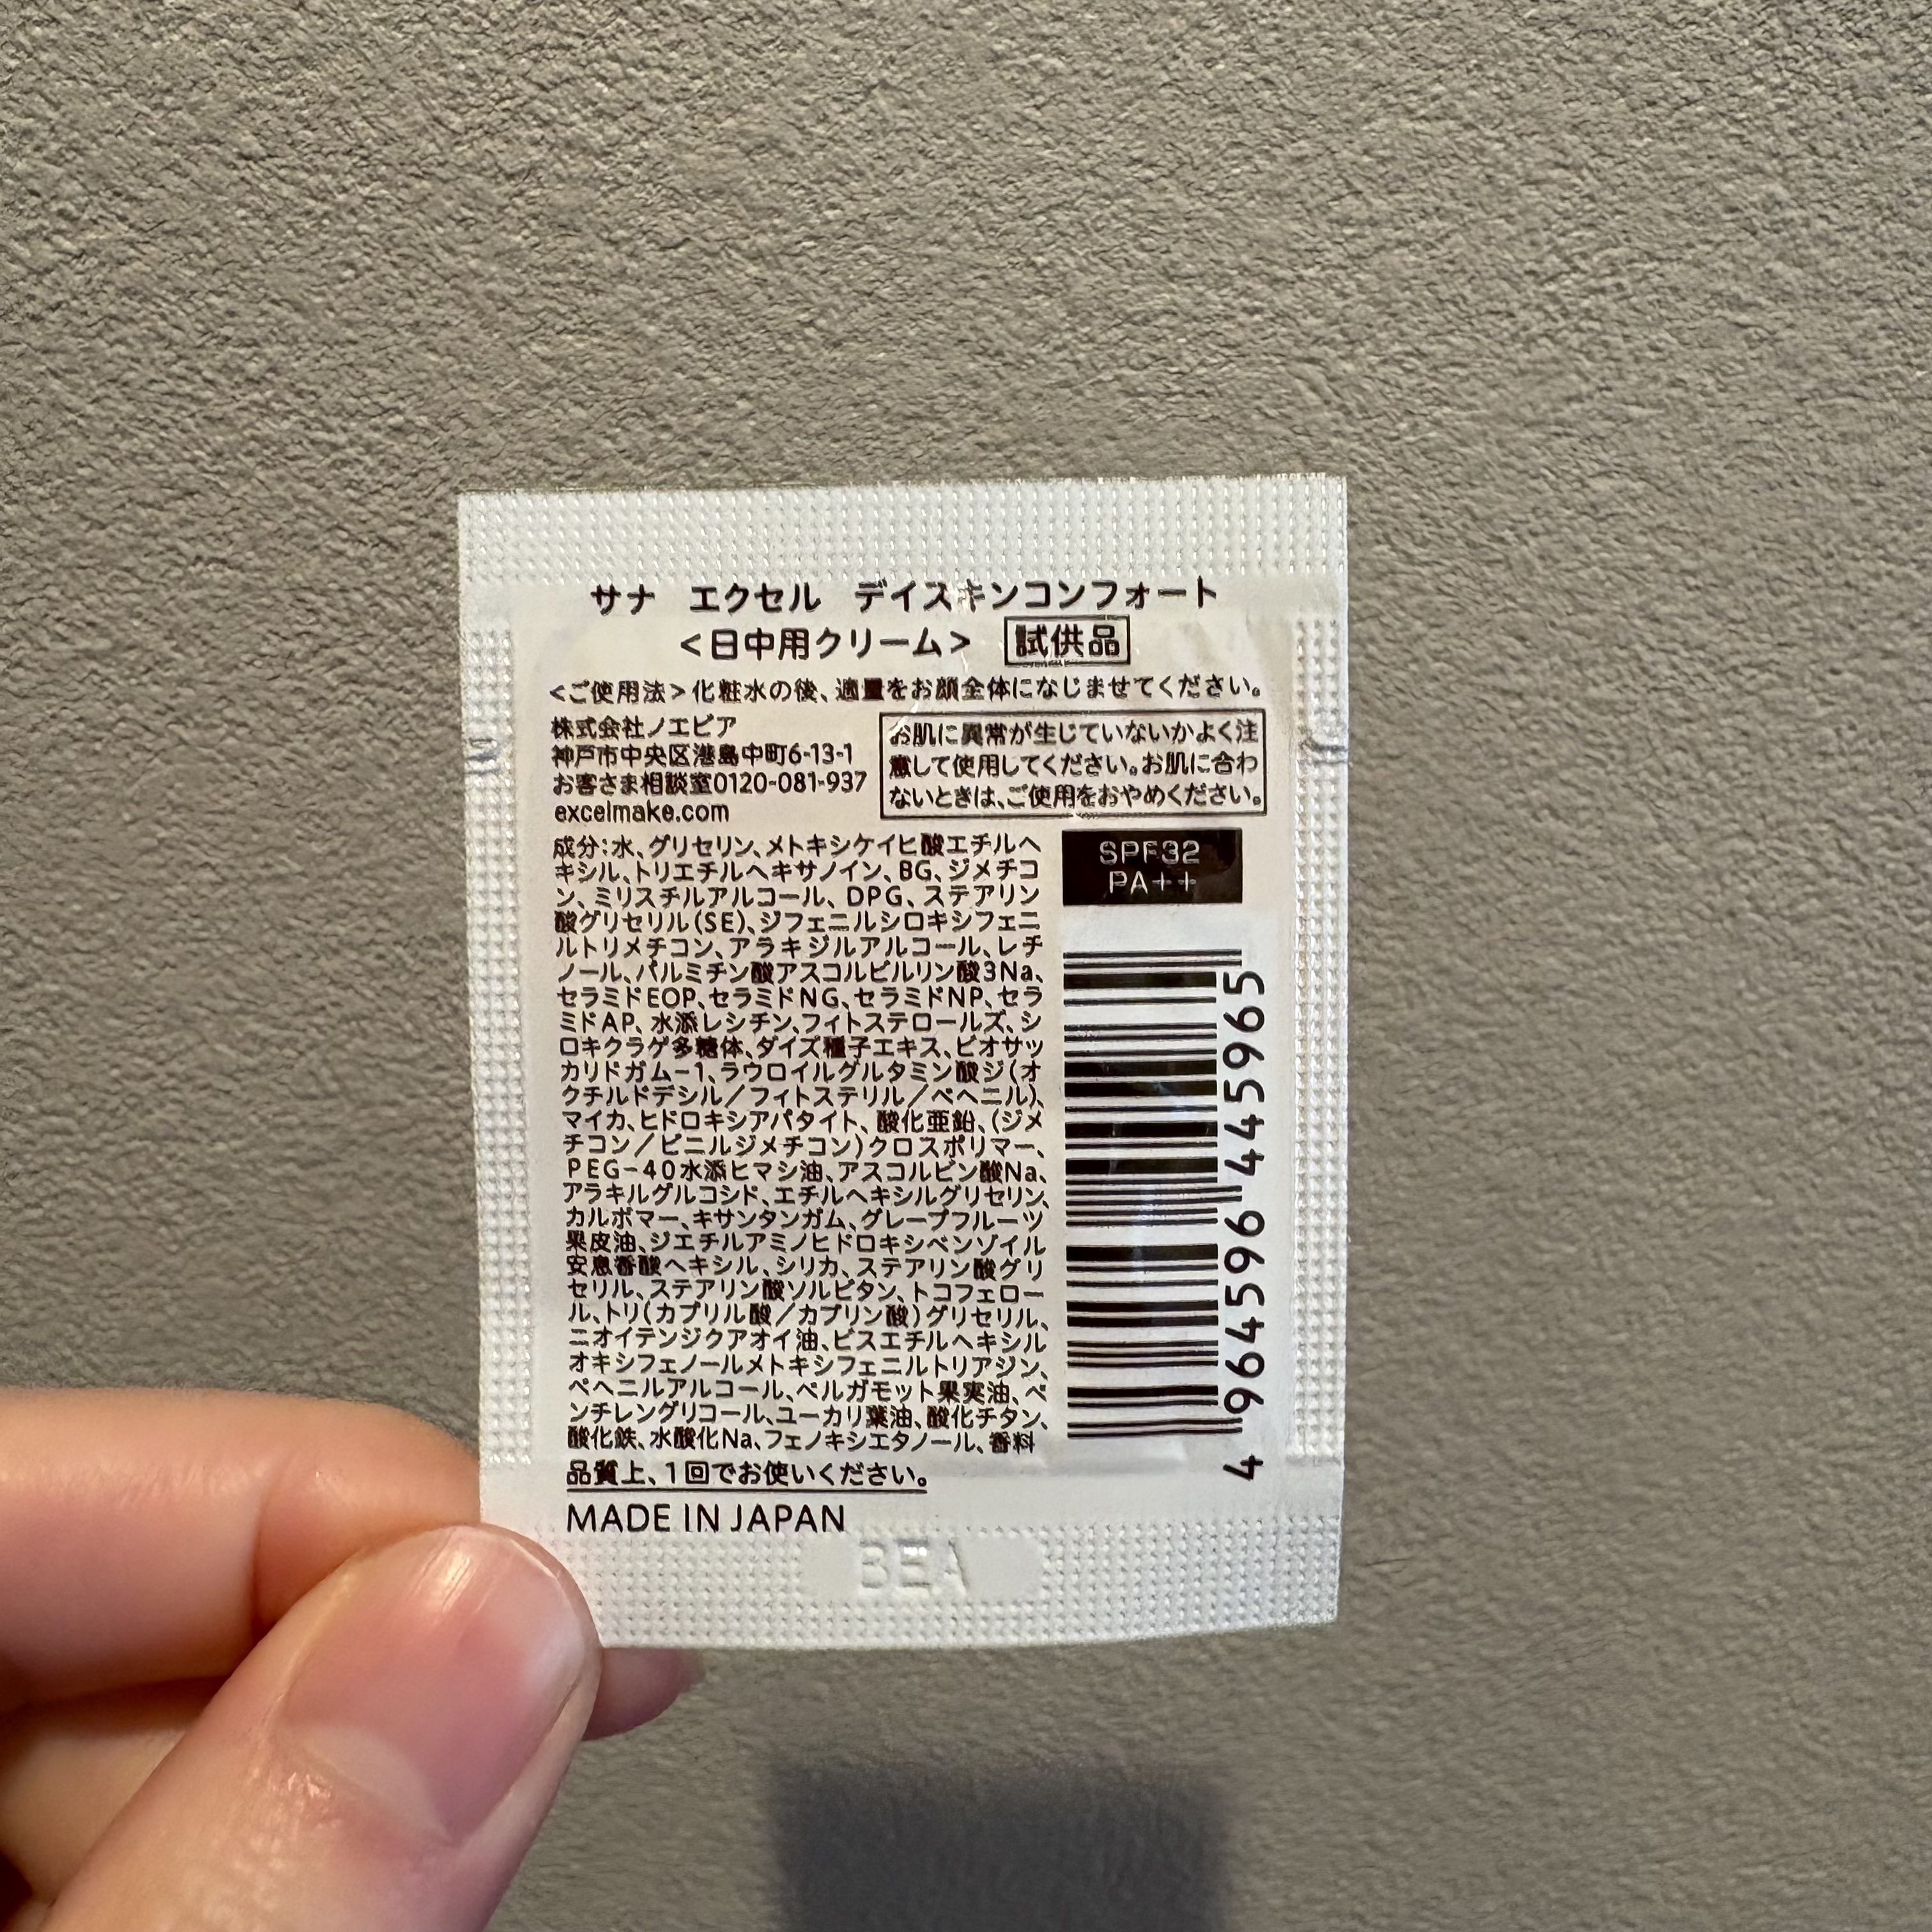 サナ エクセル デイスキンコンフォート
<日中用クリーム> 試供品
<ご使用法>化粧水の後、適量をお顔全体になじませてください。
株式会社ノエビア
神戸市中央区港島中町6-13-1
お客さま相談室0120-081-937
excelmake.com
お肌に異常が生じていないかよく注
意して使用してください。お肌に合わ
ないときは、ご使用をおやめください。
成分:水、グリセリン、メトキシケイヒ酸エチルヘ
キシル、トリエチルヘキサノイン、BG、ジメチコ
ン、ミリスチルアルコール、DPG、ステアリン
酸グリセリル(SE)、ジフェニルシロキシフェニ
ルトリメチコン、アラキジルアルコール、レチ
ノール、パルミチン酸アスコルビルリン酸3Na、
セラミドEOP、セラミドNG、セラミドNP、セラ
ミドAP、水添レシチン、フィトステロールズ、シ
ロキクラゲ多糖体、ダイズ種子エキス、ビオサッ
カリドガム-1、ラウロイルグルタミン酸ジ(オ
クチルドデシル/フィトステリル/ベヘニル)、
マイカ、ヒドロキシアパタイト、酸化亜鉛、(ジメ
チコン/ビニルジメチコン)クロスポリマー、
PEG-40水添ヒマシ油、アスコルビン酸Na、
アラキルグルコシド、エチルヘキシルグリセリン、
カルボマー、キサンタンガム、グレープフルーツ
果皮油、ジエチルアミノヒドロキシベンゾイル
安息香酸ヘキシル、シリカ、ステアリン酸グリ
セリル、ステアリン酸ソルビタン、トコフェロー
ル、トリ(カプリル酸/カプリン酸)グリセリル、
ニオイテンジクアオイ油、ビスエチルヘキシル
オキシフェノールメトキシフェニルトリアジン、
ベヘニルアルコール、ベルガモット果実油、ペ
ンチレングリコール、ユーカリ葉油、酸化チタン、
酸化鉄、水酸化Na、フェノキシエタノール、香料
SPF32
PA++
4 964596 445965
品質上、1回でお使いください。
MADE IN JAPAN
BEA